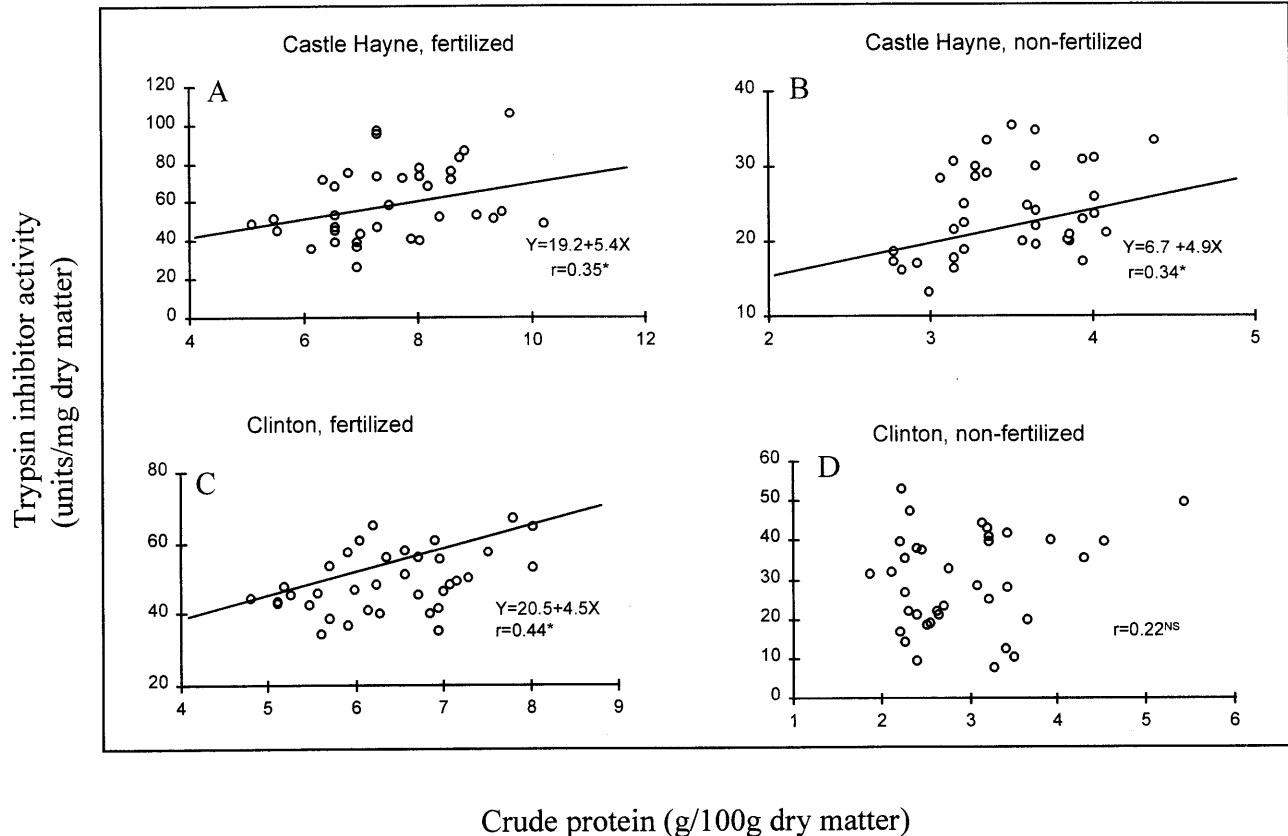 Castle Hayne, fertilized
A
120
100
80
60
40
20
0
4
6
8
10
12
Y=19.2+5.4X
r=0.35*
Castle Hayne, non-fertilized
B
40
30
20
10
2
3
4
5
Y=6.7 +4.9X
r=0.34*
Trypsin inhibitor activity
(units/mg dry matter)
Clinton, fertilized
C
80
60
40
20
4
5
6
7
8
9
Y=20.5+4.5X
r=0.44*
Clinton, non-fertilized
D
60
50
40
30
20
10
0
1
2
3
4
5
6
r=0.22NS
Crude protein (g/100g dry matter)